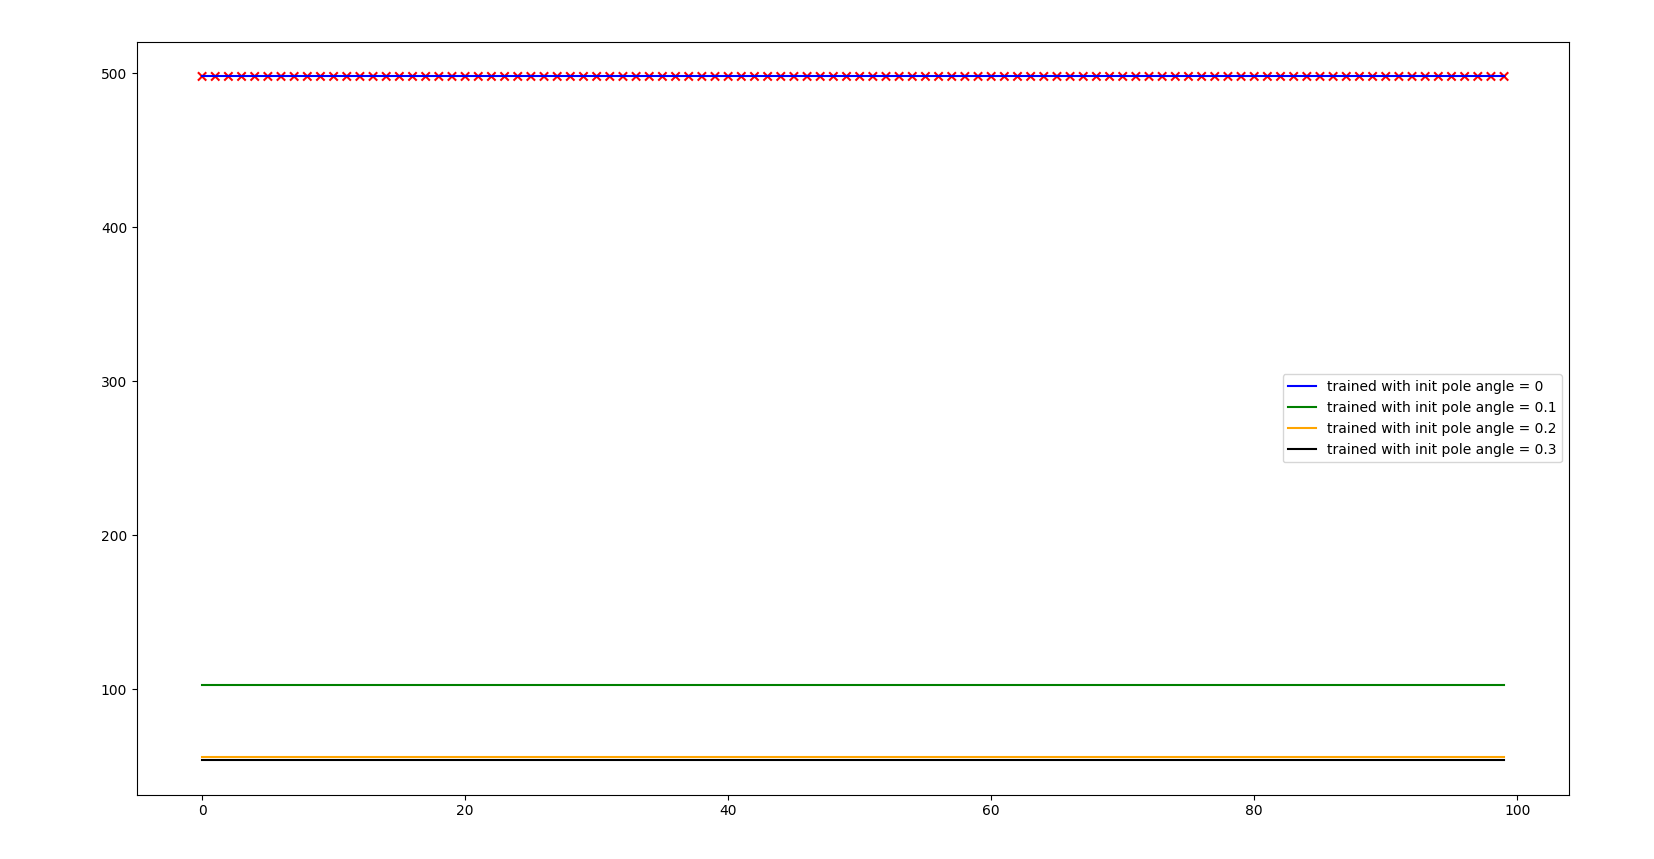 500
400
300
200
100
trained with init pole angle = 0
trained with init pole angle = 0.1
trained with init pole angle = 0.2
trained with init pole angle = 0.3
0 20 40 60 80 100